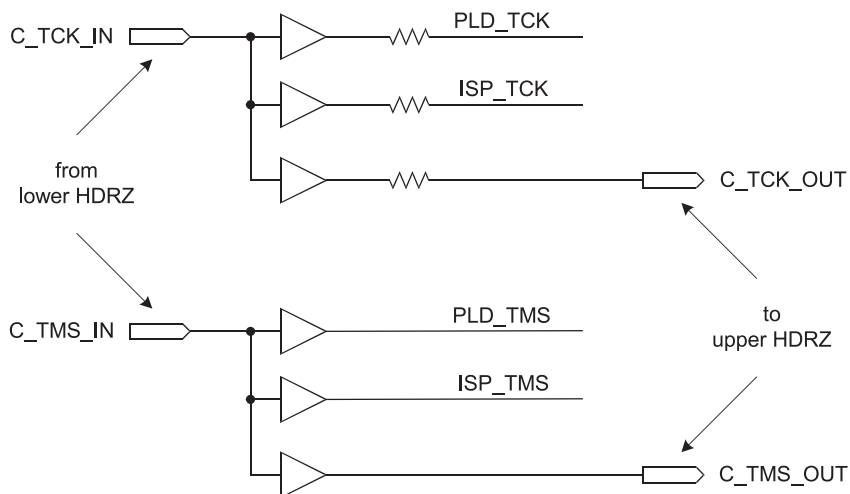 C_TCK_IN
PLD_TCK
ISP_TCK
C_TCK_OUT
from
lower HDRZ
C_TMS_IN
PLD_TMS
ISP_TMS
C_TMS_OUT
to
upper HDRZ